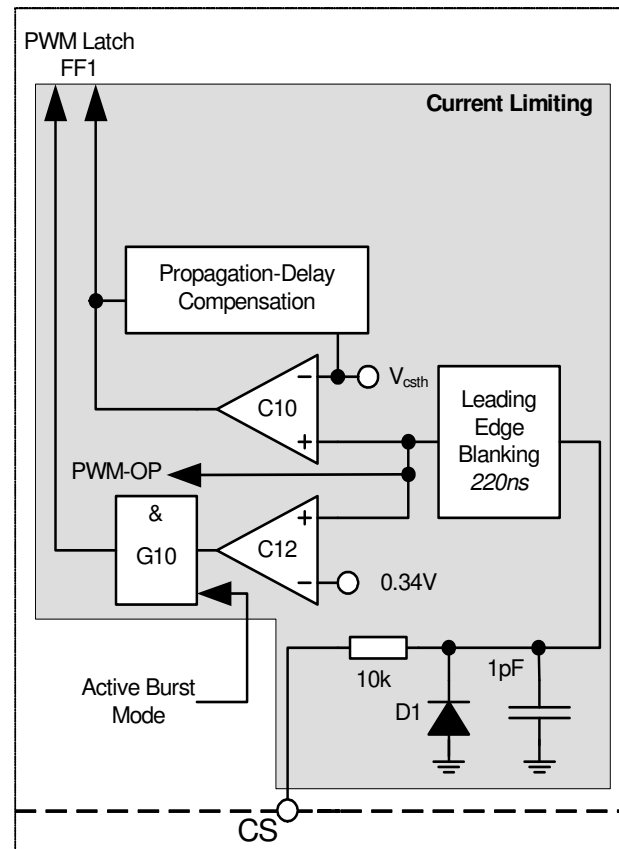 PWM Latch
FF1
Current Limiting
Propagation-Delay
Compensation
Vcsth
C10
Leading
Edge
Blanking
220ns
PWM-OP
&
G10
C12
0.34V
10k
1pF
D1
Active Burst
Mode
CS